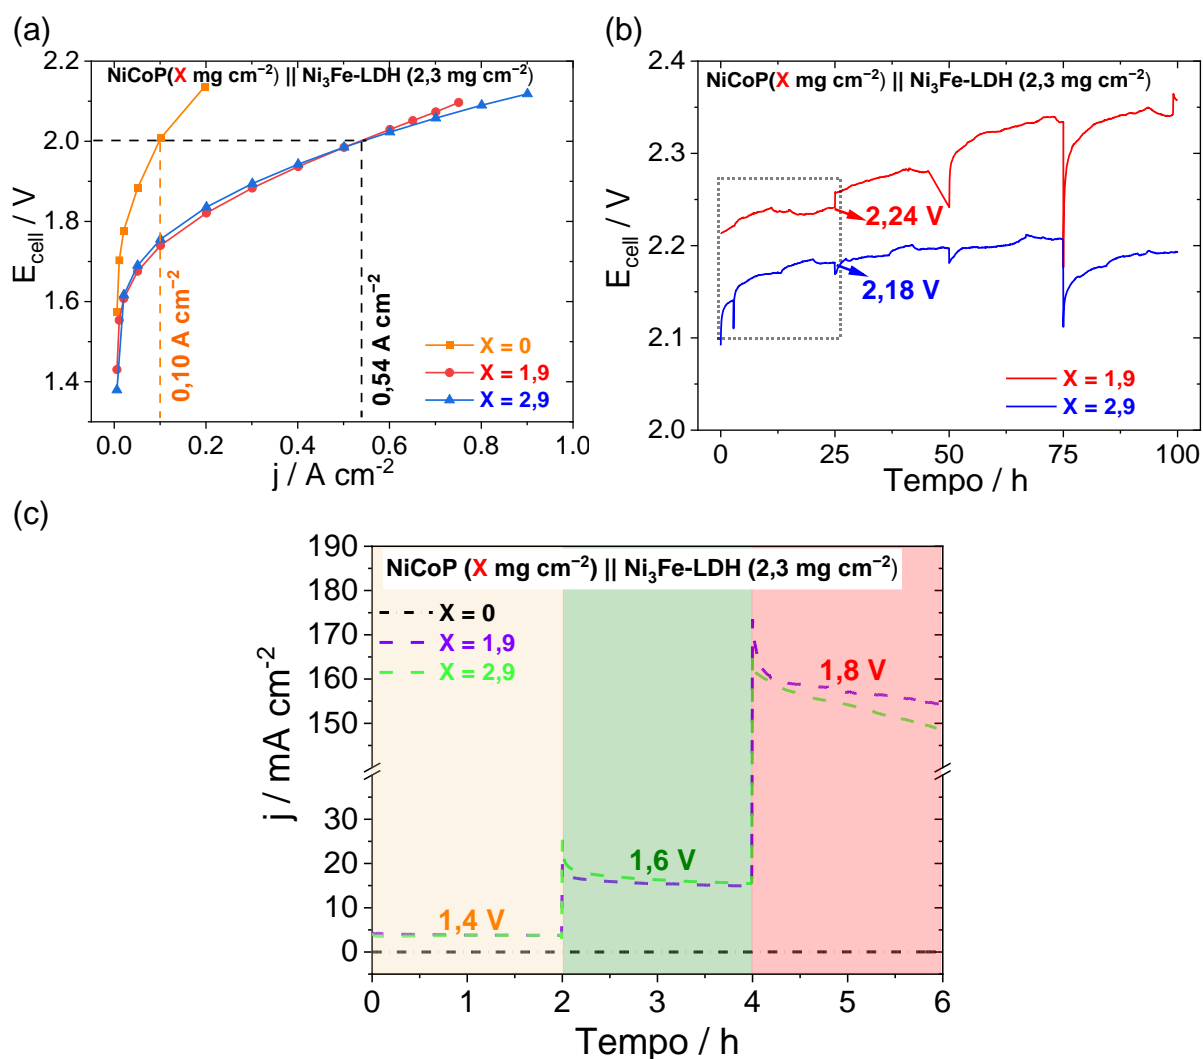 (a)
NiCoP(X mg cm⁻²) || Ni₃Fe-LDH (2,3 mg cm⁻²)
2.2
2.0
1.8
1.6
1.4
E_cell / V
0,10 A cm⁻²
0,54 A cm⁻²
X = 0
X = 1,9
X = 2,9
0.0 0.2 0.4 0.6 0.8 1.0
j / A cm⁻²
(b)
NiCoP(X mg cm⁻²) || Ni₃Fe-LDH (2,3 mg cm⁻²)
2.4
2.3
2.2
2.1
2.0
E_cell / V
2,24 V
2,18 V
X = 1,9
X = 2,9
0 25 50 75 100
Tempo / h
(c)
NiCoP (X mg cm⁻²) || Ni₃Fe-LDH (2,3 mg cm⁻²)
190
180
170
160
150
30
20
10
0
j / mA cm⁻²
X = 0
X = 1,9
X = 2,9
1,4 V
1,6 V
1,8 V
0 1 2 3 4 5 6
Tempo / h